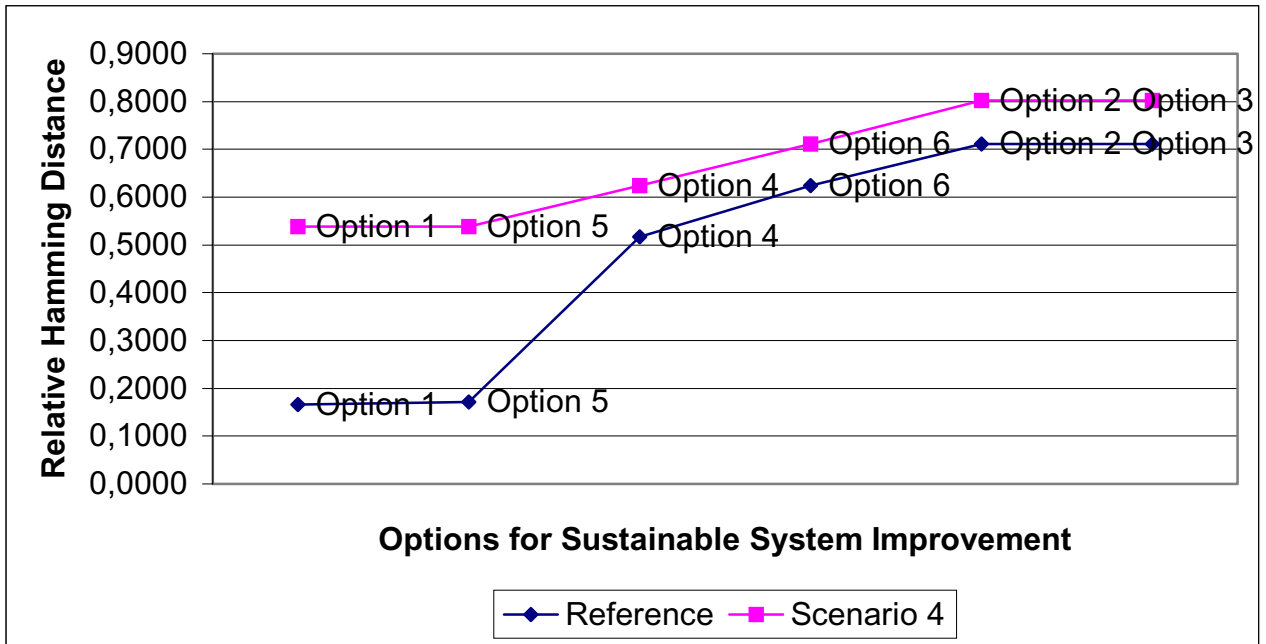 0,9000
0,8000
0,7000
0,6000
0,5000
0,4000
0,3000
0,2000
0,1000
0,0000
Relative Hamming Distance
Option 1
Option 5
Option 4
Option 6
Option 2
Option 3
Option 1
Option 5
Option 4
Option 6
Option 2
Option 3
Options for Sustainable System Improvement
Reference
Scenario 4